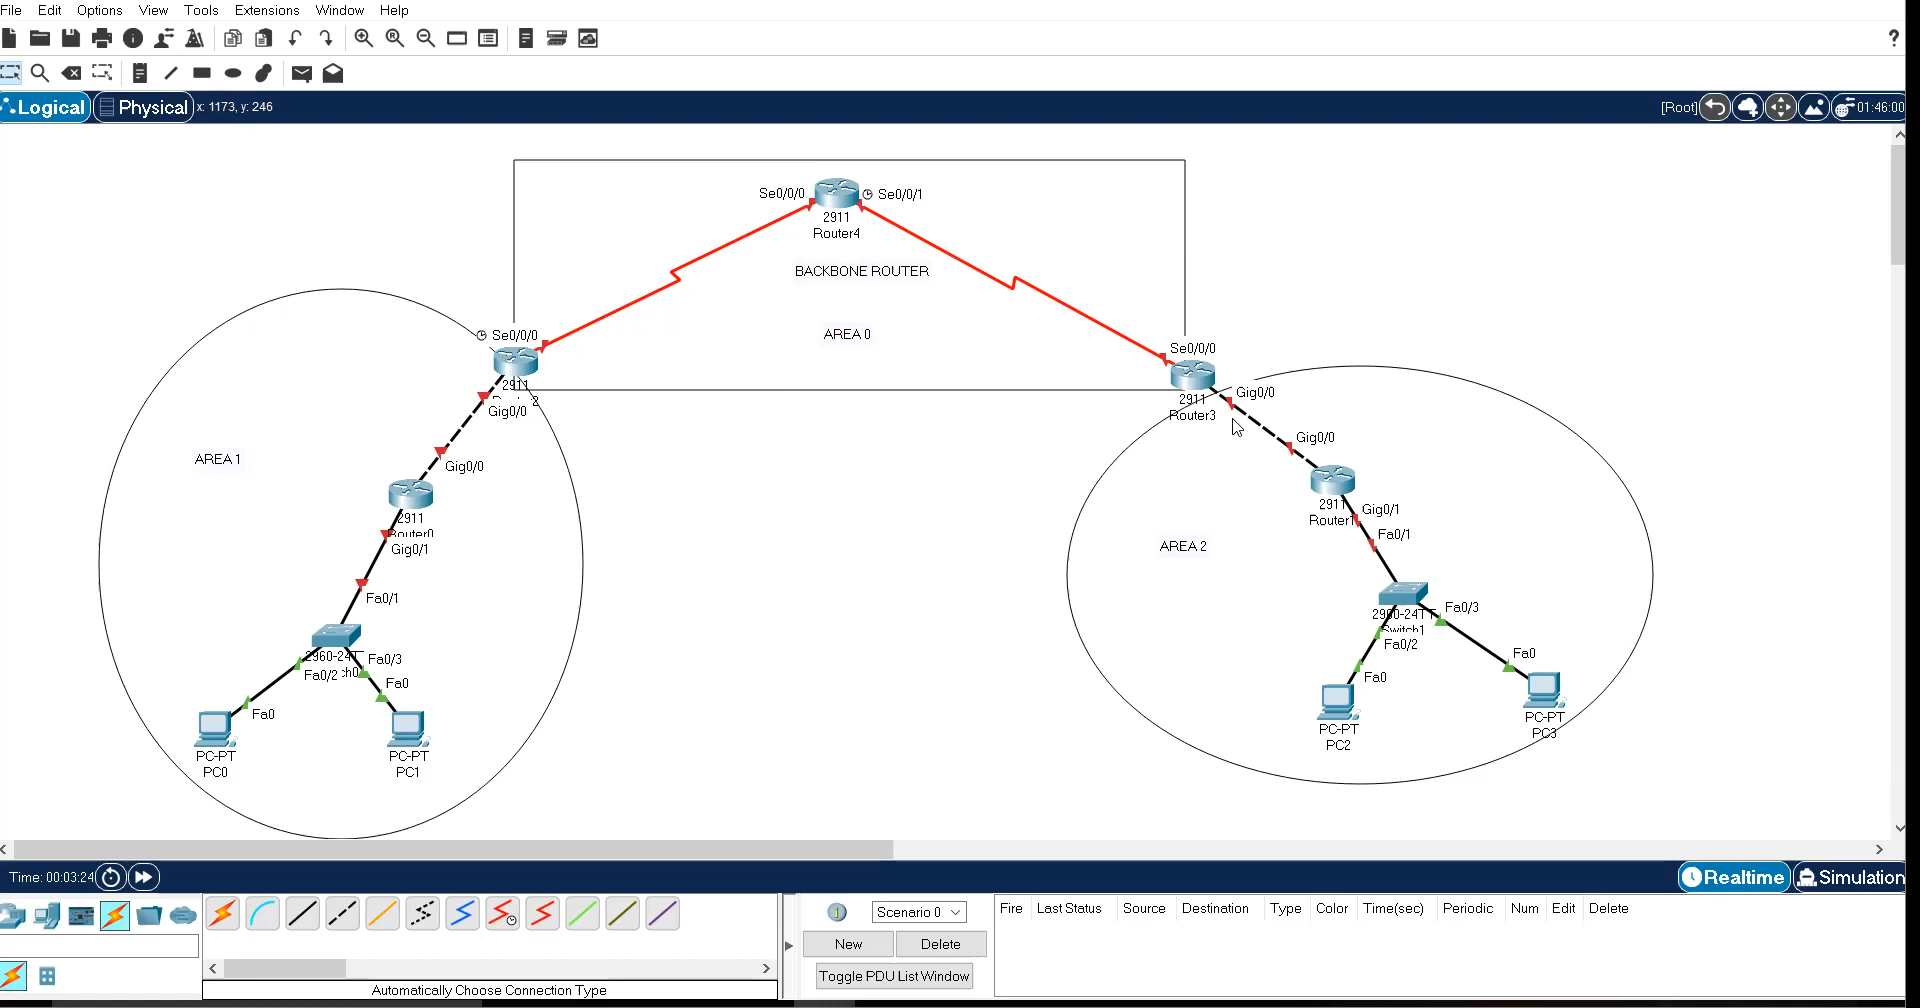 File Edit Options View Tools Extensions Window Help
?
Logical Physical x: 1173, y: 246 [Root] 01:46:00
Se0/0/0 Se0/0/1
2911
Router4
BACKBONE ROUTER
AREA 0
Se0/0/0
2911
Gig0/0
Se0/0/0
2911
Router3
Gig0/0
Gig0/0
AREA 1
Gig0/0
2911
Router0
Gig0/1
Fa0/1
2960-24T
Fa0/3
Fa0/2
Fa0
Fa0
PC-PT
PC0
PC-PT
PC1
2911
Router1
Gig0/1
Fa0/1
AREA 2
Fa0/3
2960-24TT
Switch1
Fa0/2
Fa0
Fa0
PC-PT
PC2
PC-PT
PC3
Time: 00:03:24 Realtime Simulation
Scenario 0
New Delete
Toggle PDU List Window
Fire Last Status Source Destination Type Color Time(sec) Periodic Num Edit Delete
Automatically Choose Connection Type